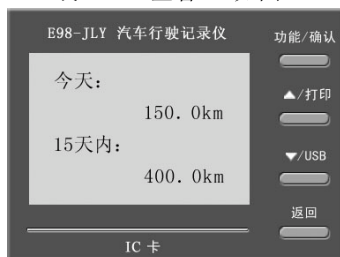 E98-JLY 汽车行驶记录仪
功能/确认
今天：
▲/打印
150.0km
15天内：
▼/USB
400.0km
返回
IC 卡